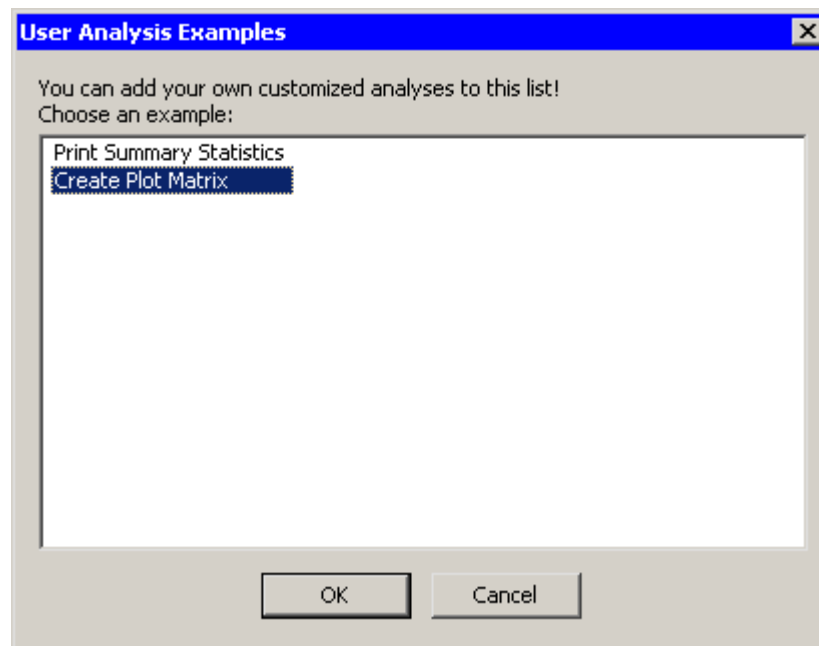 User Analysis Examples
You can add your own customized analyses to this list!
Choose an example:
Print Summary Statistics
Create Plot Matrix
OK
Cancel